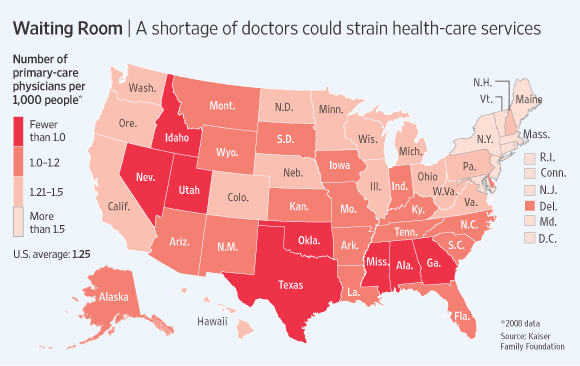 Waiting Room | A shortage of doctors could strain health-care services
Number of
primary-care
physicians per
1,000 people*
Fewer
than 1.0
1.0–1.2
1.21–1.5
More
than 1.5
U.S. average: 1.25
Wash.
Ore.
Calif.
Idaho
Nev.
Utah
Ariz.
Mont.
Wyo.
Colo.
N.M.
N.D.
S.D.
Neb.
Kan.
Okla.
Texas
Minn.
Iowa
Mo.
Ark.
La.
Wis.
Ill.
Mich.
Ind.
Ohio
Ky.
Tenn.
Miss.
Ala.
Ga.
Fla.
S.C.
N.C.
Va.
W.Va.
Pa.
N.Y.
Vt.
N.H.
Maine
Mass.
R.I.
Conn.
N.J.
Del.
Md.
D.C.
Alaska
Hawaii
*2008 data
Source: Kaiser
Family Foundation